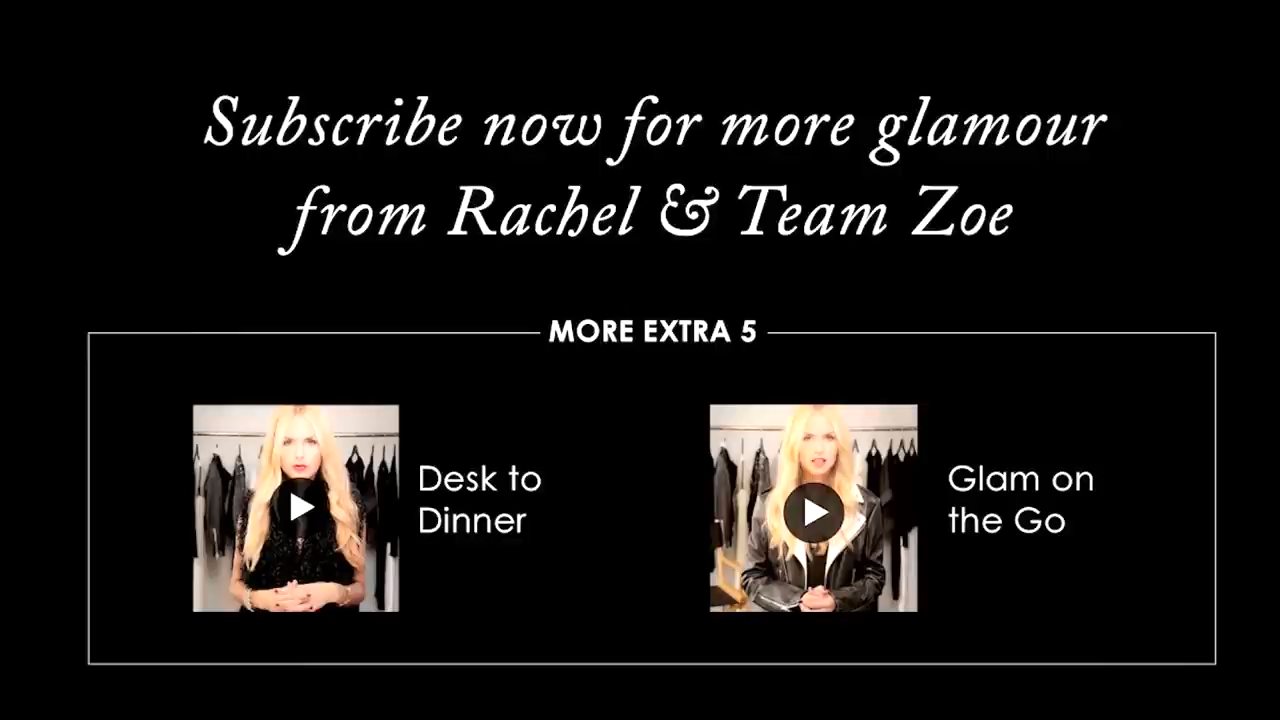 Subscribe now for more glamour
from Rachel & Team Zoe
MORE EXTRA 5
Desk to
Dinner
Glam on
the Go